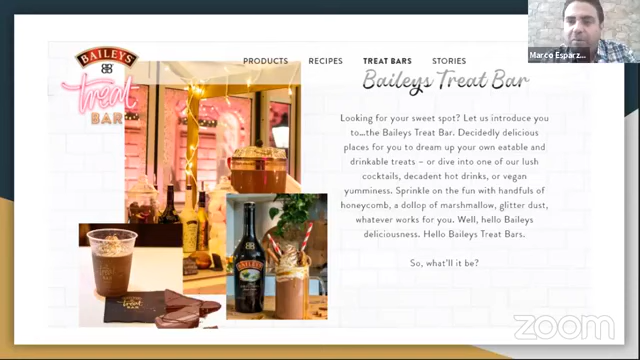 BAILEYS
treat
BAR
PRODUCTS RECIPES TREAT BARS STORIES
Marco Esparz...
Baileys Treat Bar
Looking for your sweet spot? Let us introduce you
to...the Baileys Treat Bar. Decidedly delicious
places for you to dream up your own eatable and
drinkable treats – or dive into one of our lush
cocktails, decadent hot drinks, or vegan
yumminess. Sprinkle on the fun with handfuls of
honeycomb, a dollop of marshmallow, glitter dust,
whatever works for you. Well, hello Baileys
deliciousness. Hello Baileys Treat Bars.
So, what'll it be?
BAILEYS
treat
BAR
zoom